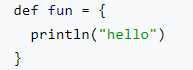 def fun = {
  println("hello")
}